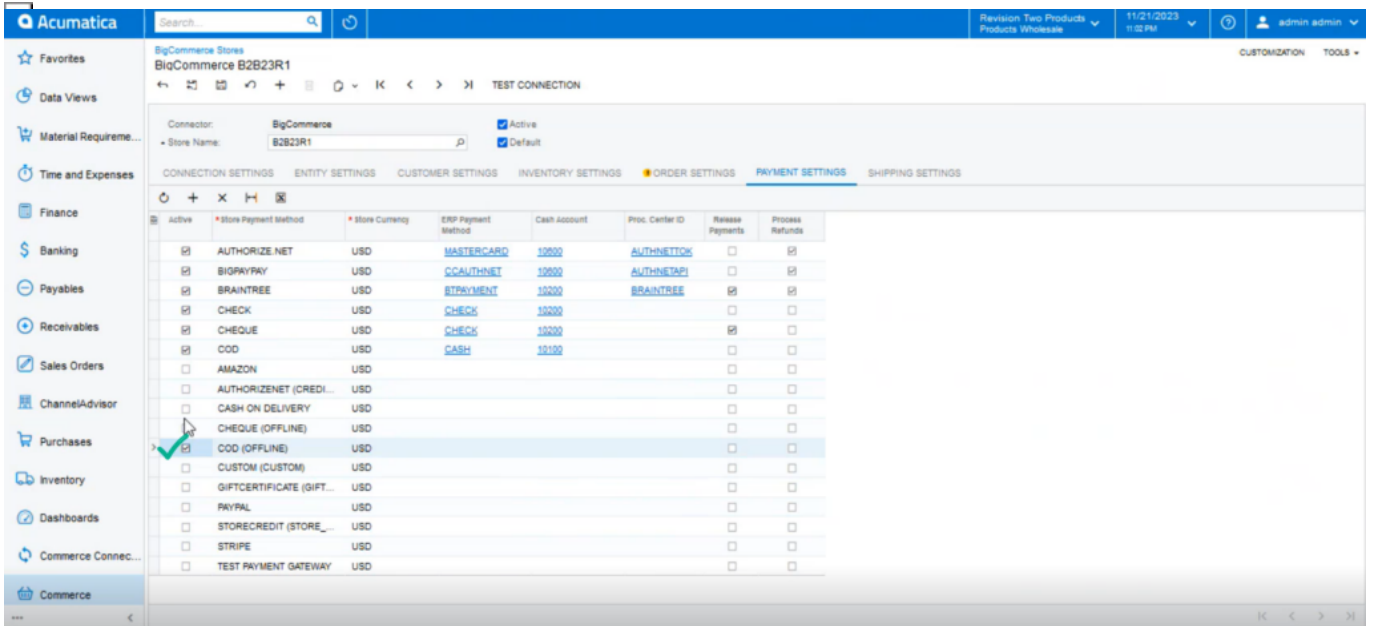 Acumatica
Search...
Revision Two Products
Products Wholesale
11/21/2023
11:02 PM
admin admin
Favorites
Data Views
Material Requireme...
Time and Expenses
Finance
Banking
Payables
Receivables
Sales Orders
ChannelAdvisor
Purchases
Inventory
Dashboards
Commerce Connec...
Commerce
BigCommerce Stores
BigCommerce B2B23R1
CUSTOMIZATION TOOLS
TEST CONNECTION
Connector: BigCommerce Active
Store Name: B2B23R1 Default
CONNECTION SETTINGS ENTITY SETTINGS CUSTOMER SETTINGS INVENTORY SETTINGS ORDER SETTINGS PAYMENT SETTINGS SHIPPING SETTINGS
Active *Store Payment Method *Store Currency ERP Payment Method Cash Account Proc. Center ID Release Payments Process Refunds
AUTHORIZE.NET USD MASTERCARD 10600 AUTHNETTOK
BIGPAYPAY USD CCAUTHNET 10600 AUTHNETAPI
BRAINTREE USD BTPAYMENT 10200 BRAINTREE
CHECK USD CHECK 10200
CHEQUE USD CHECK 10200
COD USD CASH 10100
AMAZON USD
AUTHORIZENET (CREDI... USD
CASH ON DELIVERY USD
CHEQUE (OFFLINE) USD
COD (OFFLINE) USD
CUSTOM (CUSTOM) USD
GIFTCERTIFICATE (GIFT... USD
PAYPAL USD
STORECREDIT (STORE_... USD
STRIPE USD
TEST PAYMENT GATEWAY USD